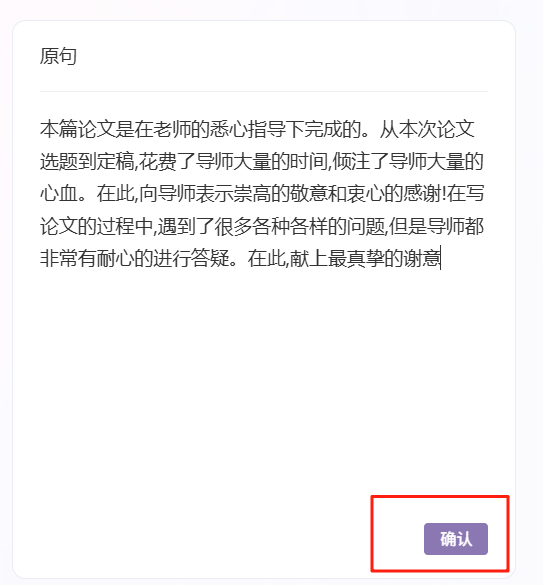 原句
本篇论文是在老师的悉心指导下完成的。从本次论文
选题到定稿,花费了导师大量的时间,倾注了导师大量的
心血。在此,向导师表示崇高的敬意和衷心的感谢!在写
论文的过程中,遇到了很多各种各样的问题,但是导师都
非常有耐心的进行答疑。在此,献上最真挚的谢意
确认